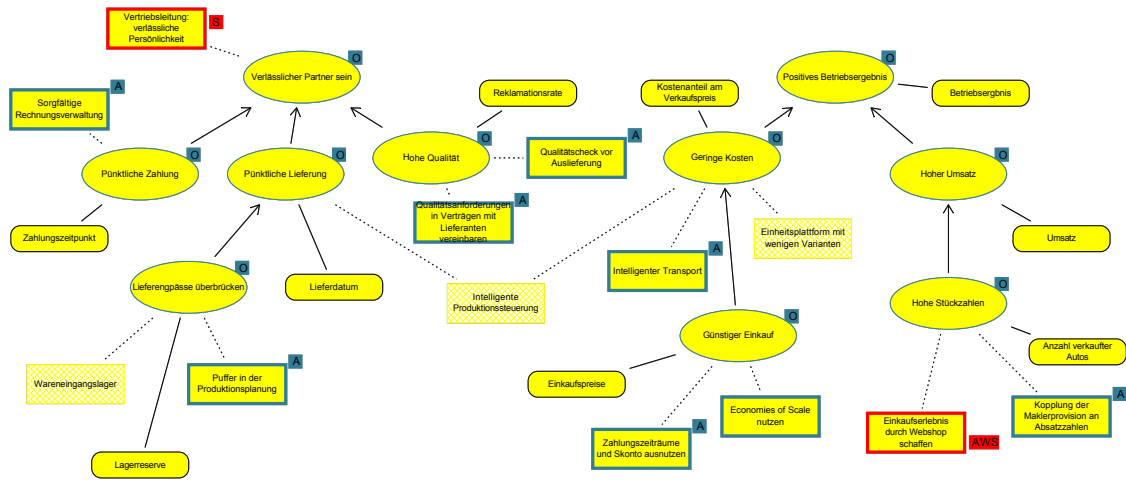 Vertriebsleitung:
verlässliche
Persönlichkeit
S
O
Verlässlicher Partner sein
O
Positives Betriebsergebnis
A
Sorgfältige
Rechnungsverwaltung
Reklamationsrate
Kostenanteil am
Verkaufspreis
Betriebsergbnis
O
Pünktliche Zahlung
O
Pünktliche Lieferung
O
Hohe Qualität
A
Qualitätscheck vor
Auslieferung
O
Geringe Kosten
O
Hoher Umsatz
A
Qualitätsanforderungen
in Verträgen mit
Lieferanten
vereinbaren
Zahlungszeitpunkt
Einheitsplattform mit
wenigen Varianten
Umsatz
O
Lieferengpässe überbrücken
Lieferdatum
Intelligente
Produktionssteuerung
A
Intelligenter Transport
O
Hohe Stückzahlen
O
Günstiger Einkauf
Anzahl verkaufter
Autos
Wareneingangslager
A
Puffer in der
Produktionsplanung
Einkaufspreise
Economies of Scale
nutzen
A
Zahlungszeiträume
und Skonto ausnutzen
Einkaufserlebnis
durch Webshop
schaffen
AWS
A
Kopplung der
Maklerprovision an
Absatzzahlen
Lagerreserve